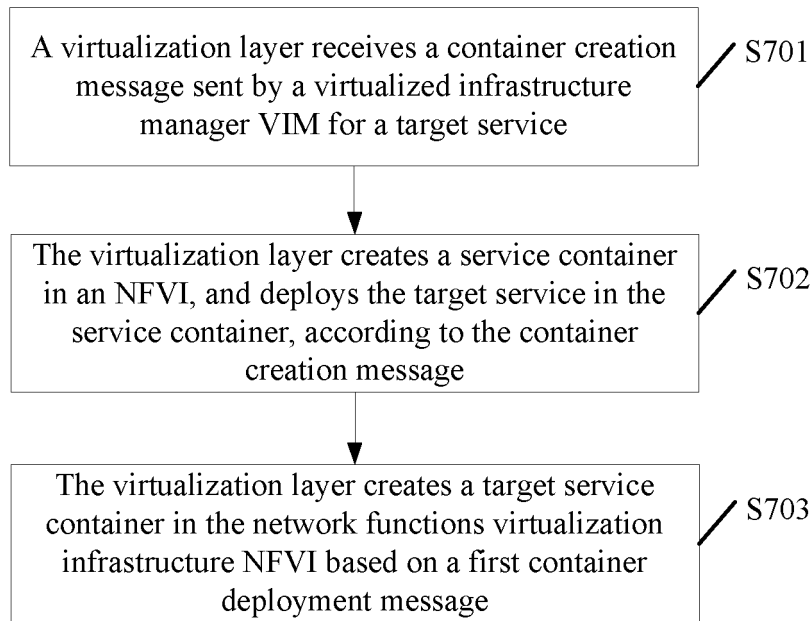 A virtualization layer receives a container creation
message sent by a virtualized infrastructure
manager VIM for a target service
S701
The virtualization layer creates a service container
in an NFVI, and deploys the target service in the
service container, according to the container
creation message
S702
The virtualization layer creates a target service
container in the network functions virtualization
infrastructure NFVI based on a first container
deployment message
S703